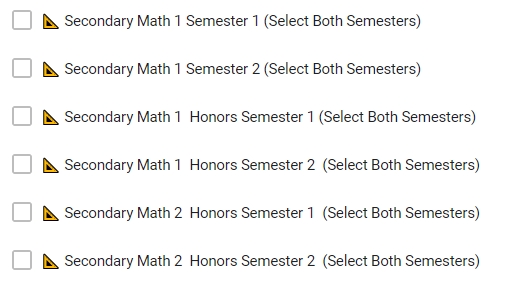 Secondary Math 1 Semester 1 (Select Both Semesters)
Secondary Math 1 Semester 2 (Select Both Semesters)
Secondary Math 1 Honors Semester 1 (Select Both Semesters)
Secondary Math 1 Honors Semester 2 (Select Both Semesters)
Secondary Math 2 Honors Semester 1 (Select Both Semesters)
Secondary Math 2 Honors Semester 2 (Select Both Semesters)